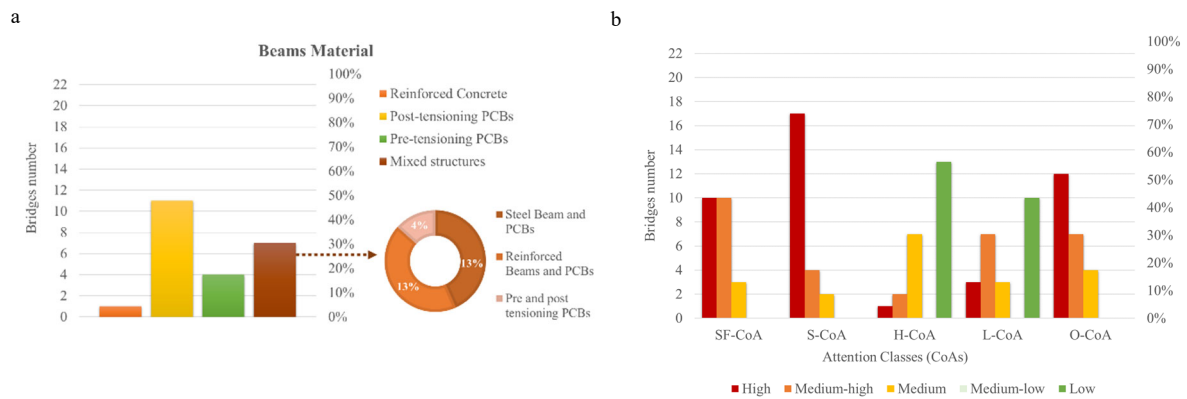 a
Beams Material
22
20
18
16
14
12
10
8
6
4
2
0
Bridges number
100%
90%
80%
70%
60%
50%
40%
30%
20%
10%
0%
Reinforced Concrete
Post-tensioning PCBs
Pre-tensioning PCBs
Mixed structures
4%
13%
13%
Steel Beam and
PCBs
Reinforced
Beams and PCBs
Pre and post
tensioning PCBs
b
22
20
18
16
14
12
10
8
6
4
2
0
Bridges number
100%
90%
80%
70%
60%
50%
40%
30%
20%
10%
0%
SF-CoA S-CoA H-CoA L-CoA O-CoA
Attention Classes (CoAs)
High Medium-high Medium Medium-low Low